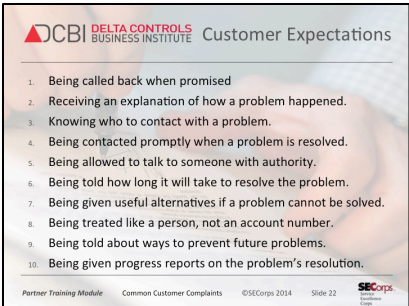 DCBI DELTA CONTROLS BUSINESS INSTITUTE Customer Expectations
1. Being called back when promised
2. Receiving an explanation of how a problem happened.
3. Knowing who to contact with a problem.
4. Being contacted promptly when a problem is resolved.
5. Being allowed to talk to someone with authority.
6. Being told how long it will take to resolve the problem.
7. Being given useful alternatives if a problem cannot be solved.
8. Being treated like a person, not an account number.
9. Being told about ways to prevent future problems.
10. Being given progress reports on the problem's resolution.
Partner Training Module Common Customer Complaints ©SECorps 2014 Slide 22
SECorps
Service
Excellence
Corps